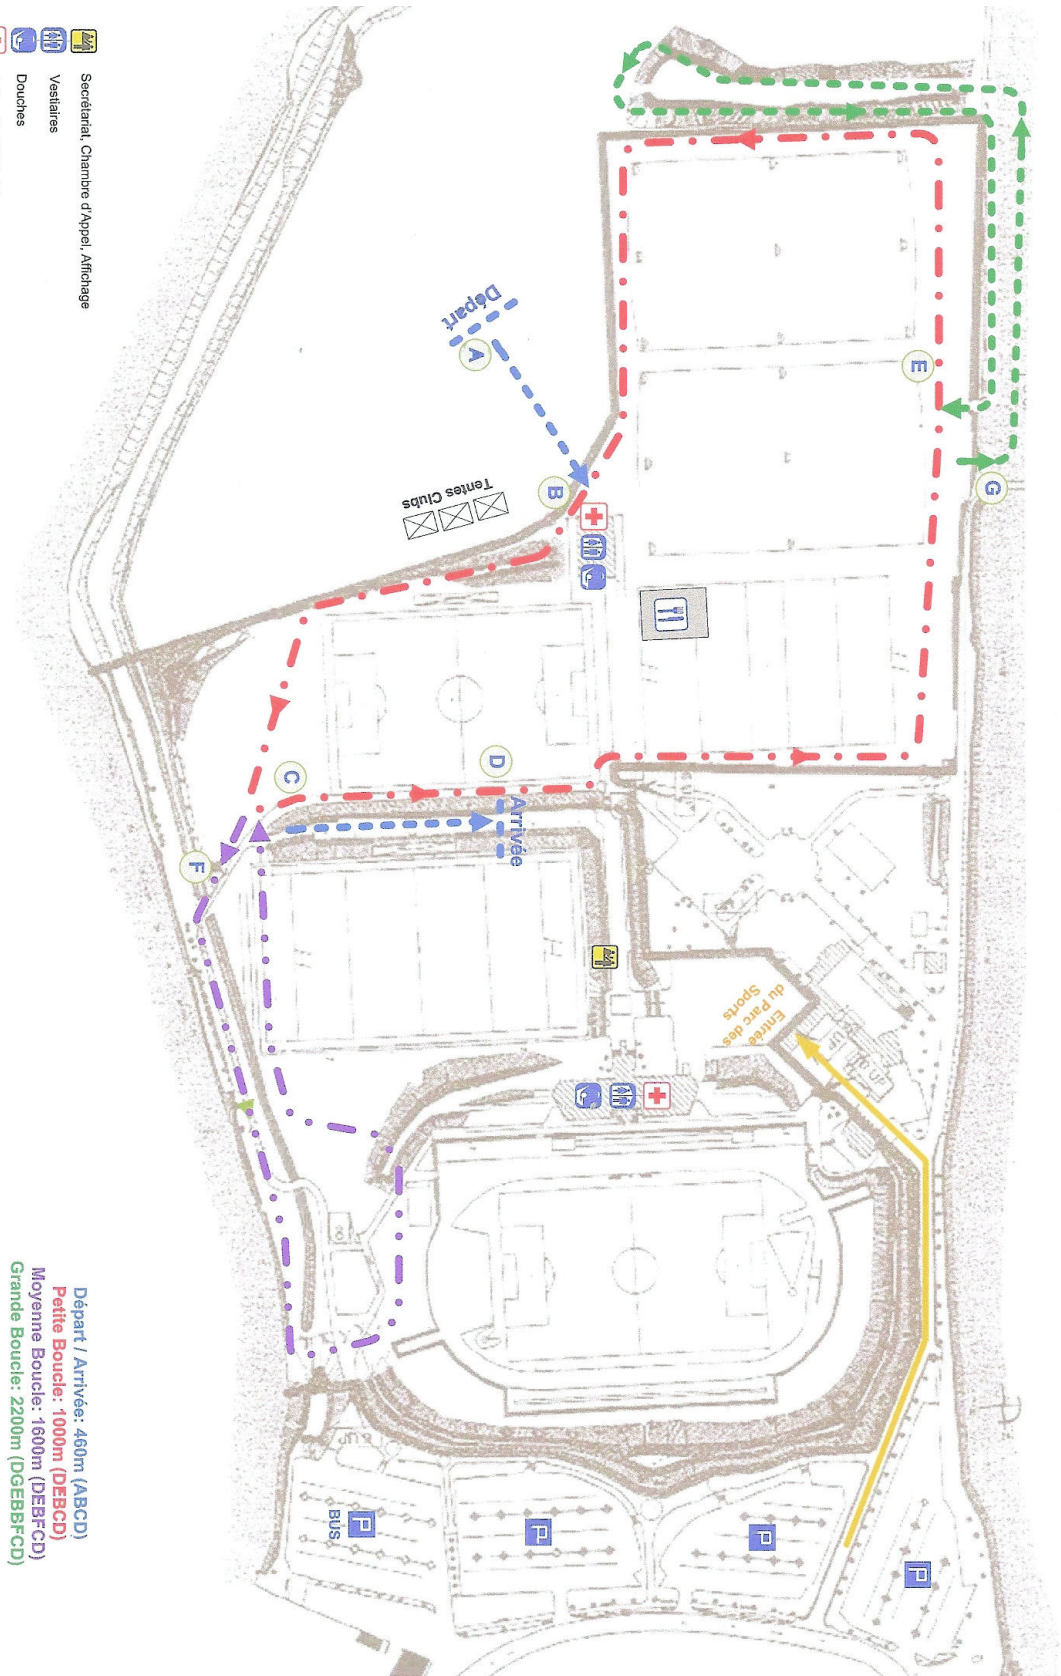 Secrétariat, Chambre d'Appel, Affichage
Vestiaires
Douches
Départ
A
B
Tentes Clubs
E
G
D
Arrivée
C
F
Entrée
du Parc des
Sports
P
BUS
P
P
P
Départ / Arrivée: 460m (ABCD)
Petite Boucle: 1000m (DEBCD)
Moyenne Boucle: 1600m (DEBFCD)
Grande Boucle: 2200m (DGEBBFCD)